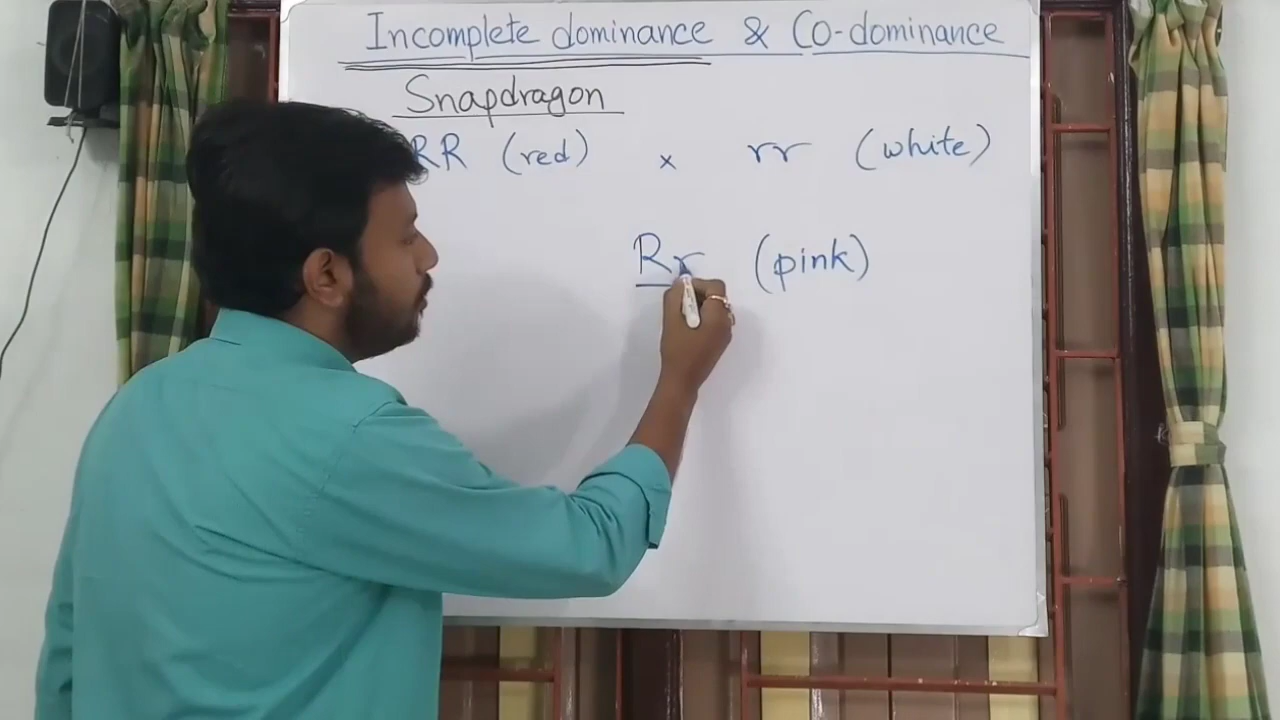 Incomplete dominance & Co-dominance
Snapdragon
RR (red) x rr (white)
Rr (pink)